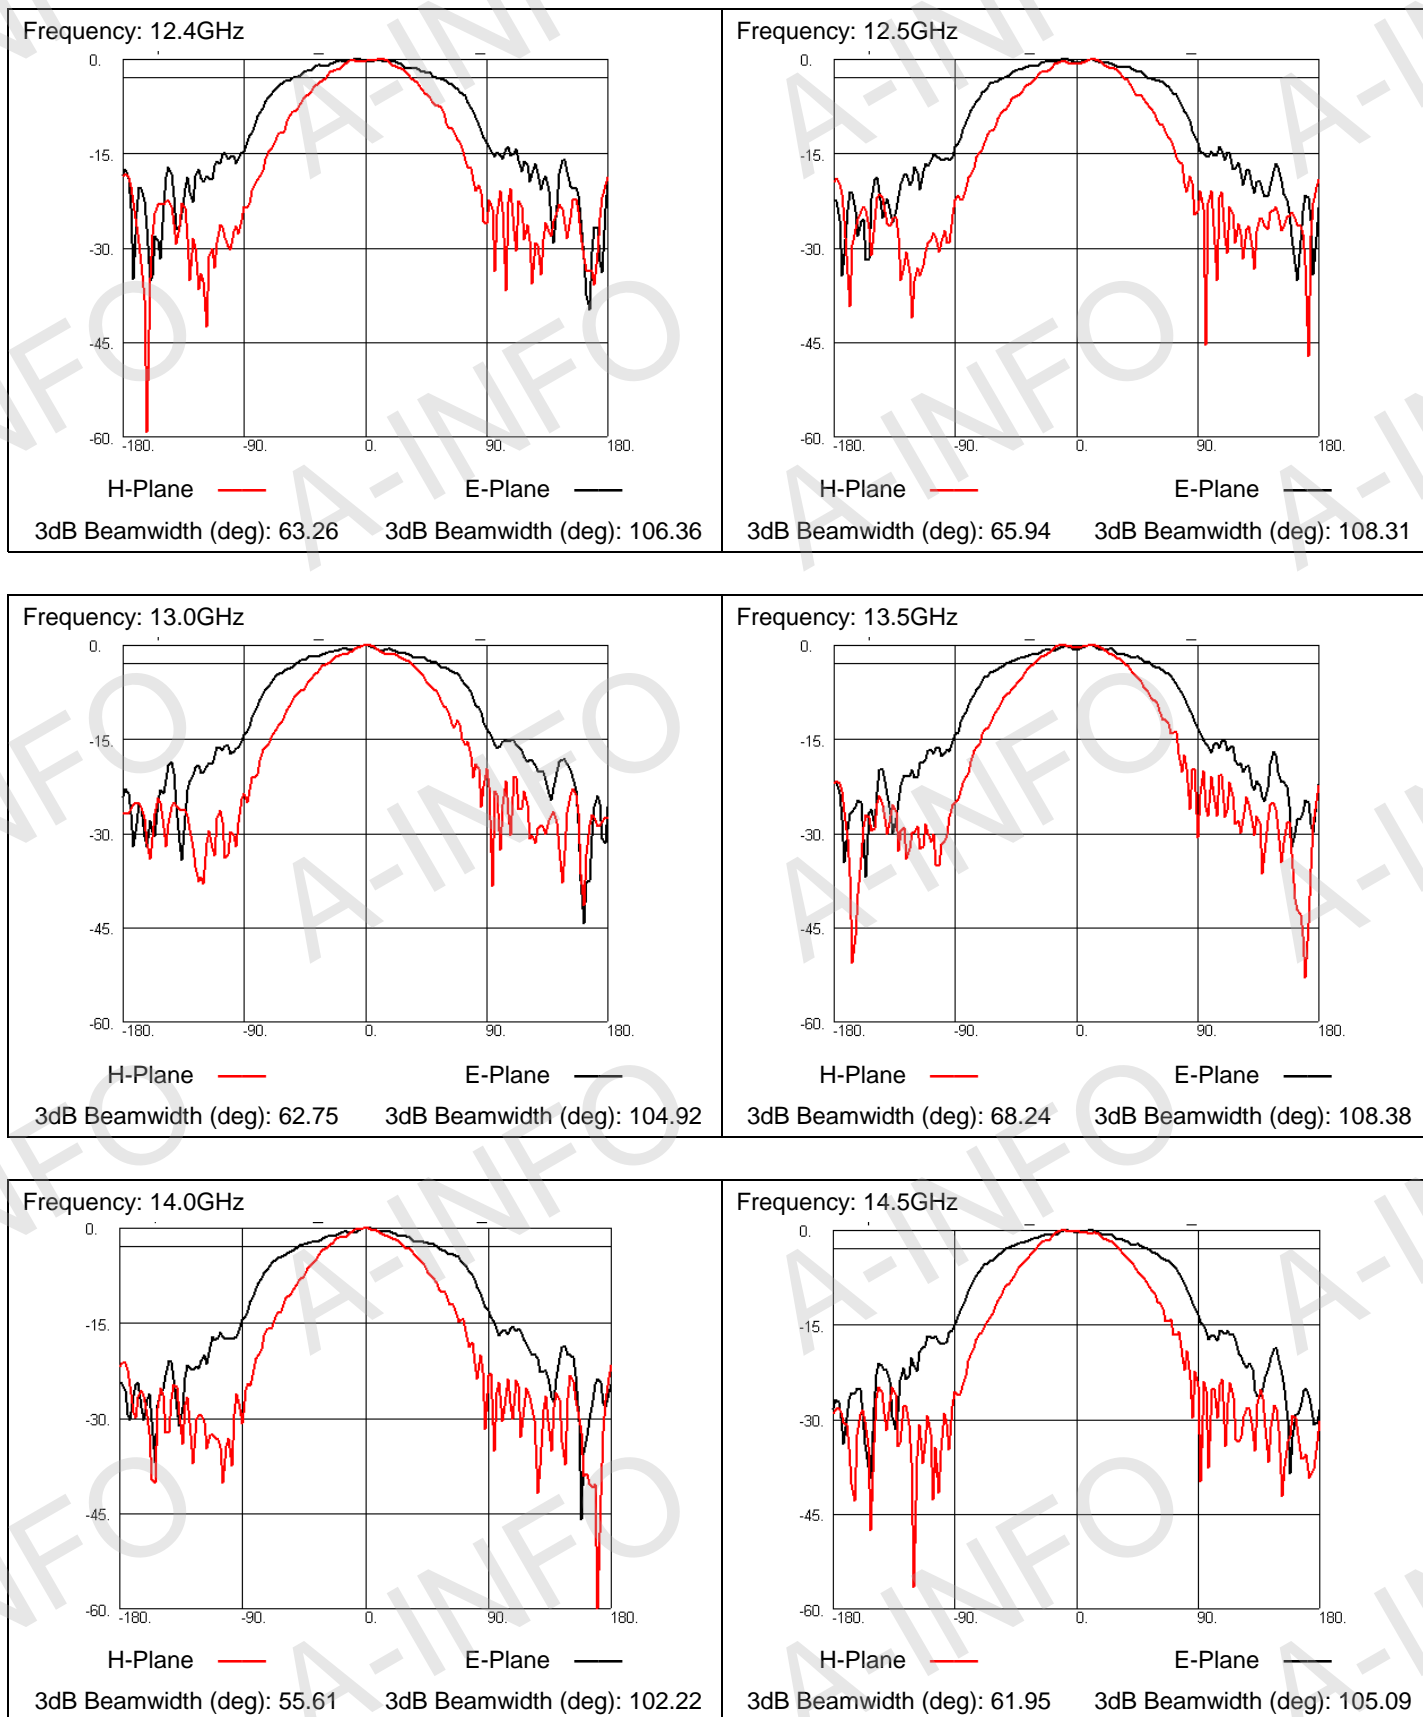 Frequency: 12.4GHz
0.
-15.
-30.
-45.
-60.
-180. -90. 0. 90. 180.
H-Plane E-Plane
3dB Beamwidth (deg): 63.26 3dB Beamwidth (deg): 106.36
Frequency: 12.5GHz
0.
-15.
-30.
-45.
-60.
-180. -90. 0. 90. 180.
H-Plane E-Plane
3dB Beamwidth (deg): 65.94 3dB Beamwidth (deg): 108.31
Frequency: 13.0GHz
0.
-15.
-30.
-45.
-60.
-180. -90. 0. 90. 180.
H-Plane E-Plane
3dB Beamwidth (deg): 62.75 3dB Beamwidth (deg): 104.92
Frequency: 13.5GHz
0.
-15.
-30.
-45.
-60.
-180. -90. 0. 90. 180.
H-Plane E-Plane
3dB Beamwidth (deg): 68.24 3dB Beamwidth (deg): 108.38
Frequency: 14.0GHz
0.
-15.
-30.
-45.
-60.
-180. -90. 0. 90. 180.
H-Plane E-Plane
3dB Beamwidth (deg): 55.61 3dB Beamwidth (deg): 102.22
Frequency: 14.5GHz
0.
-15.
-30.
-45.
-60.
-180. -90. 0. 90. 180.
H-Plane E-Plane
3dB Beamwidth (deg): 61.95 3dB Beamwidth (deg): 105.09
A-INFO